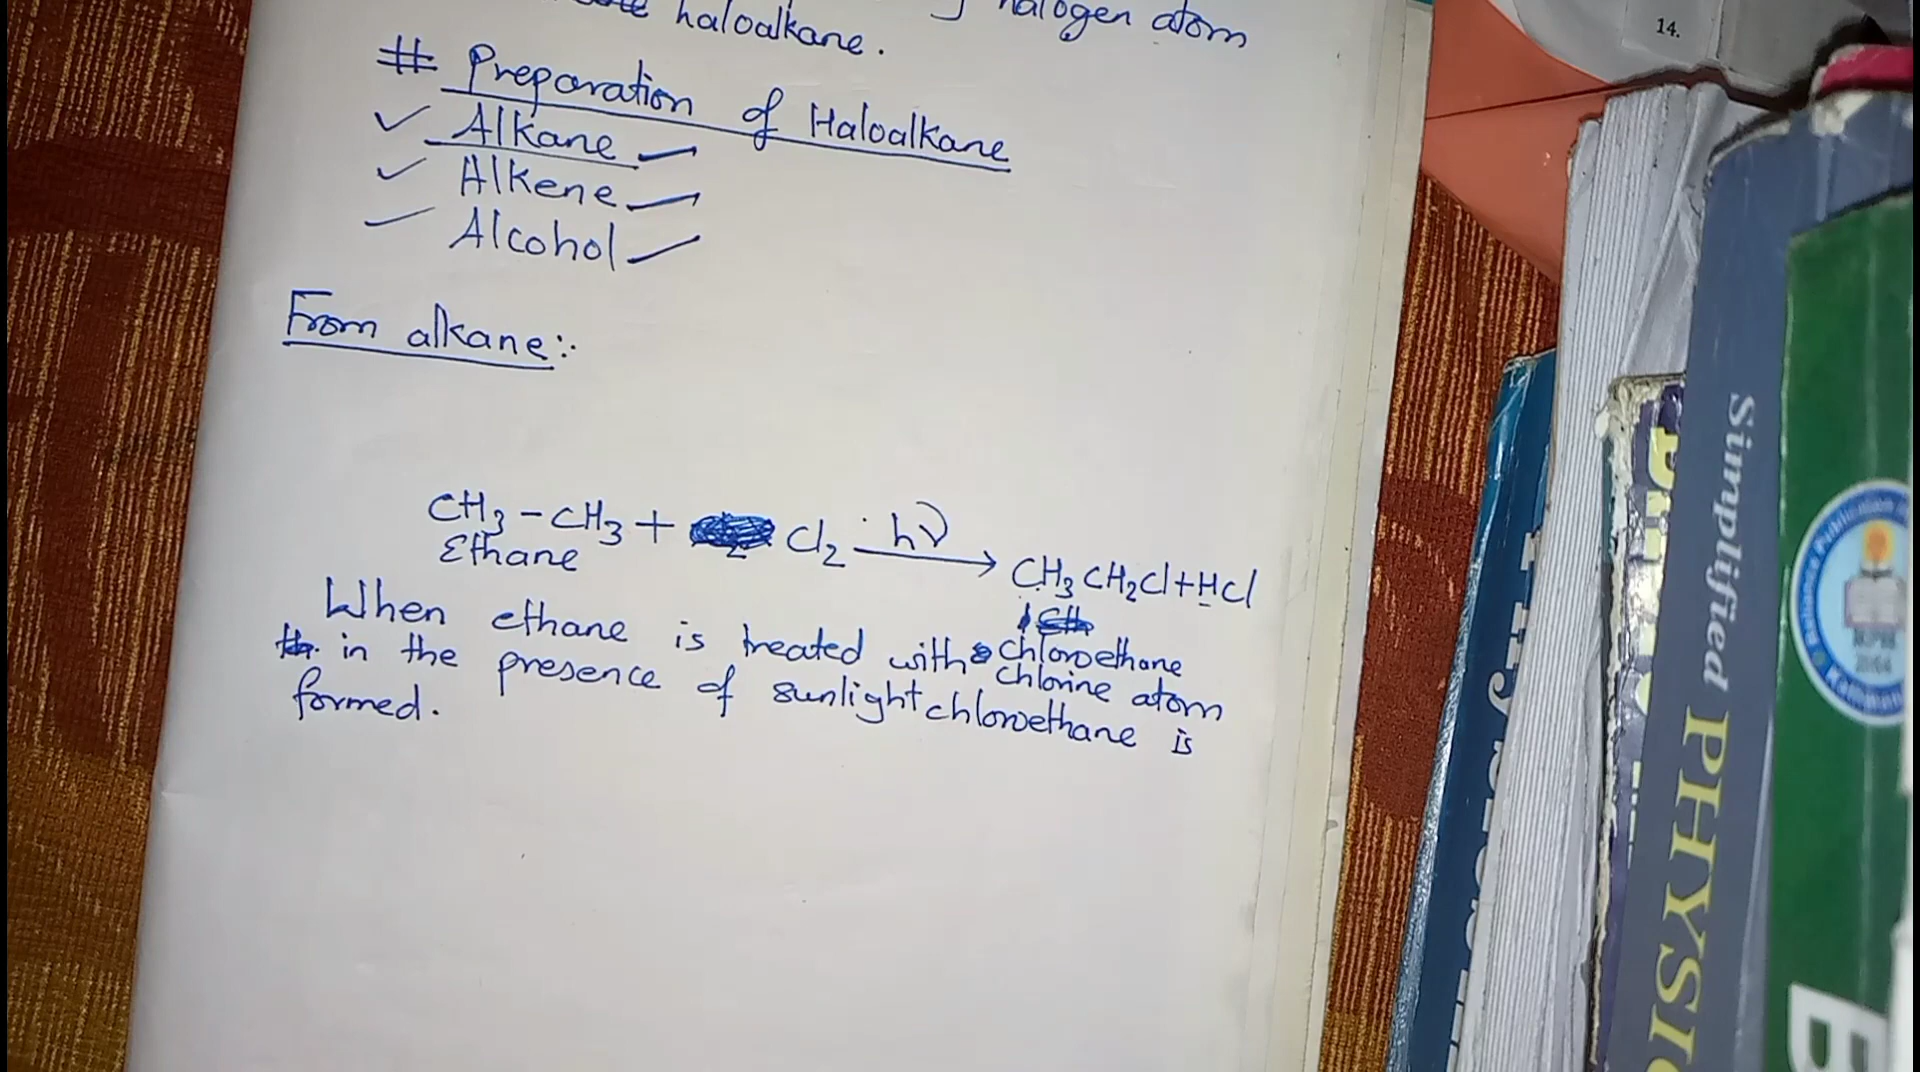 haloalkane.
halogen atom
# Preparation of Haloalkane
Alkane
Alkene
Alcohol
From alkane:
CH3-CH3 + Cl2 hν → CH3CH2Cl+HCl
Ethane
chloroethane
When ethane is treated with chlorine atom
in the presence of sunlight chloroethane is
formed.
14.
Simplified PHYSIC